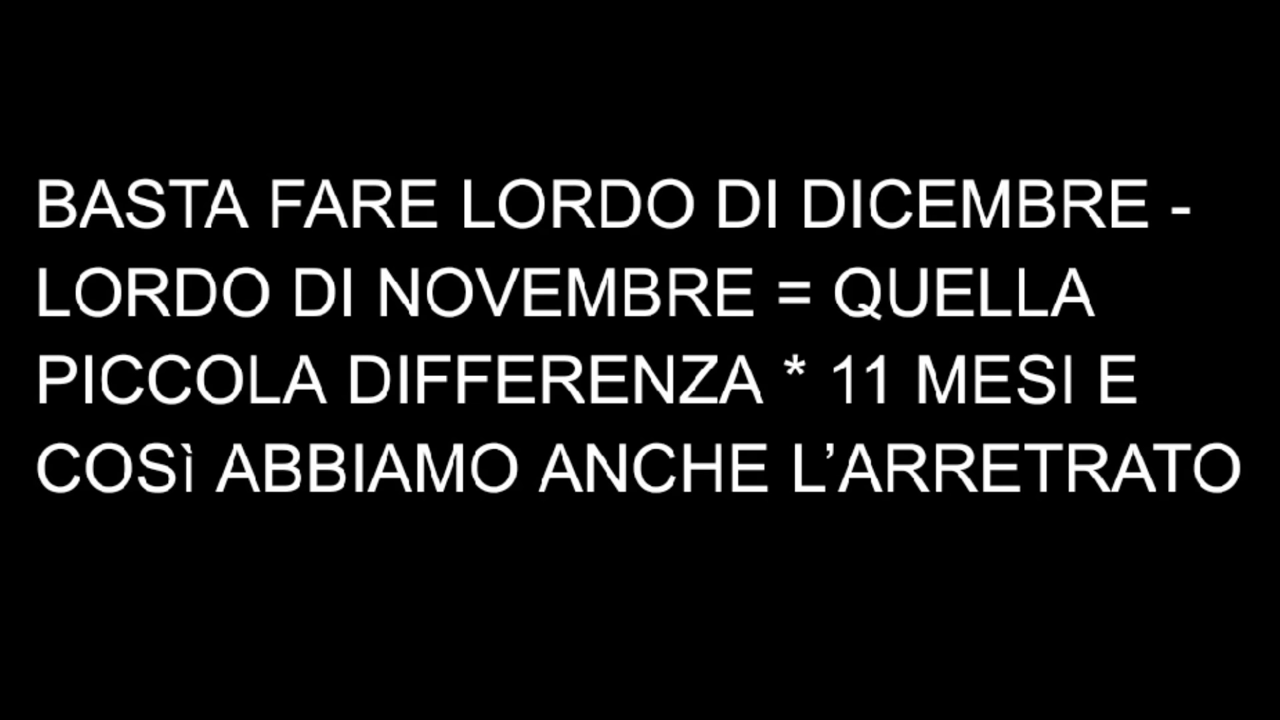 BASTA FARE LORDO DI DICEMBRE -
LORDO DI NOVEMBRE = QUELLA
PICCOLA DIFFERENZA * 11 MESI E
COSì ABBIAMO ANCHE L’ARRETRATO